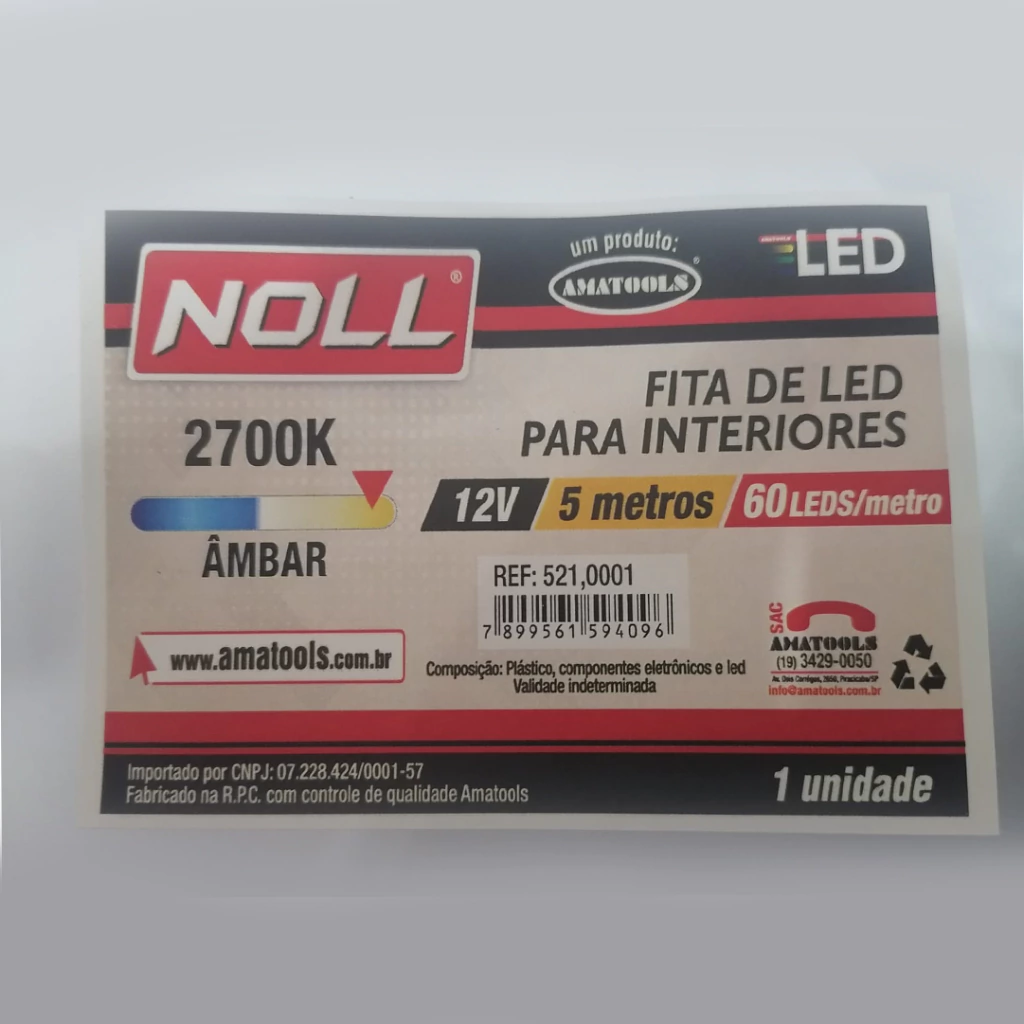 NOLL®
um produto:
AMATOOLS®
LED
2700K
ÂMBAR
FITA DE LED
PARA INTERIORES
12V 5 metros 60 LEDS/metro
REF: 521,0001
7 899561 594096
www.amatools.com.br
Composição: Plástico, componentes eletrônicos e led
Validade indeterminada
SAC
AMATOOLS
(19) 3429-0050
info@amatools.com.br
Importado por CNPJ: 07.228.424/0001-57
Fabricado na R.P.C. com controle de qualidade Amatools
1 unidade